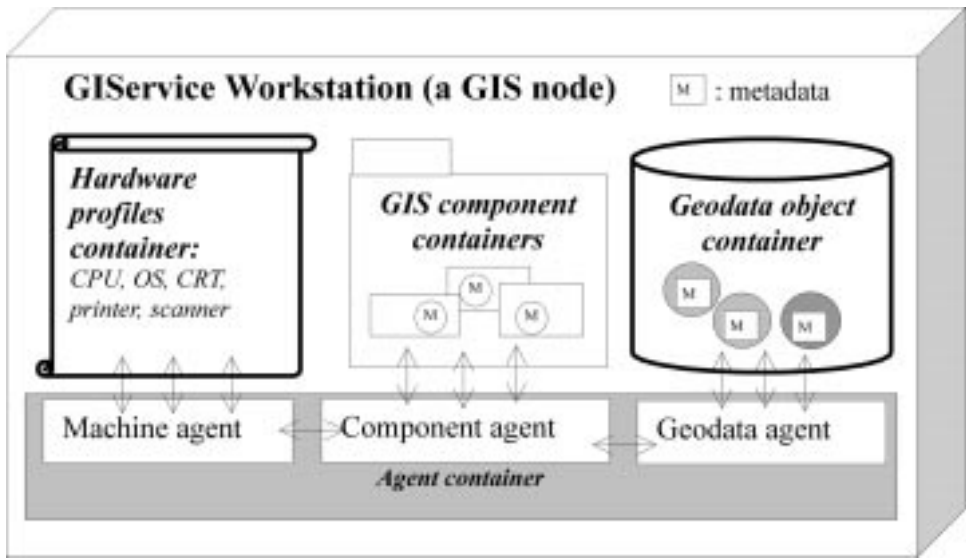 GIService Workstation (a GIS node)
M : metadata
Hardware
profiles
container:
CPU, OS, CRT,
printer, scanner
GIS component
containers
M
M
M
Geodata object
container
M
M
M
Machine agent
Component agent
Geodata agent
Agent container